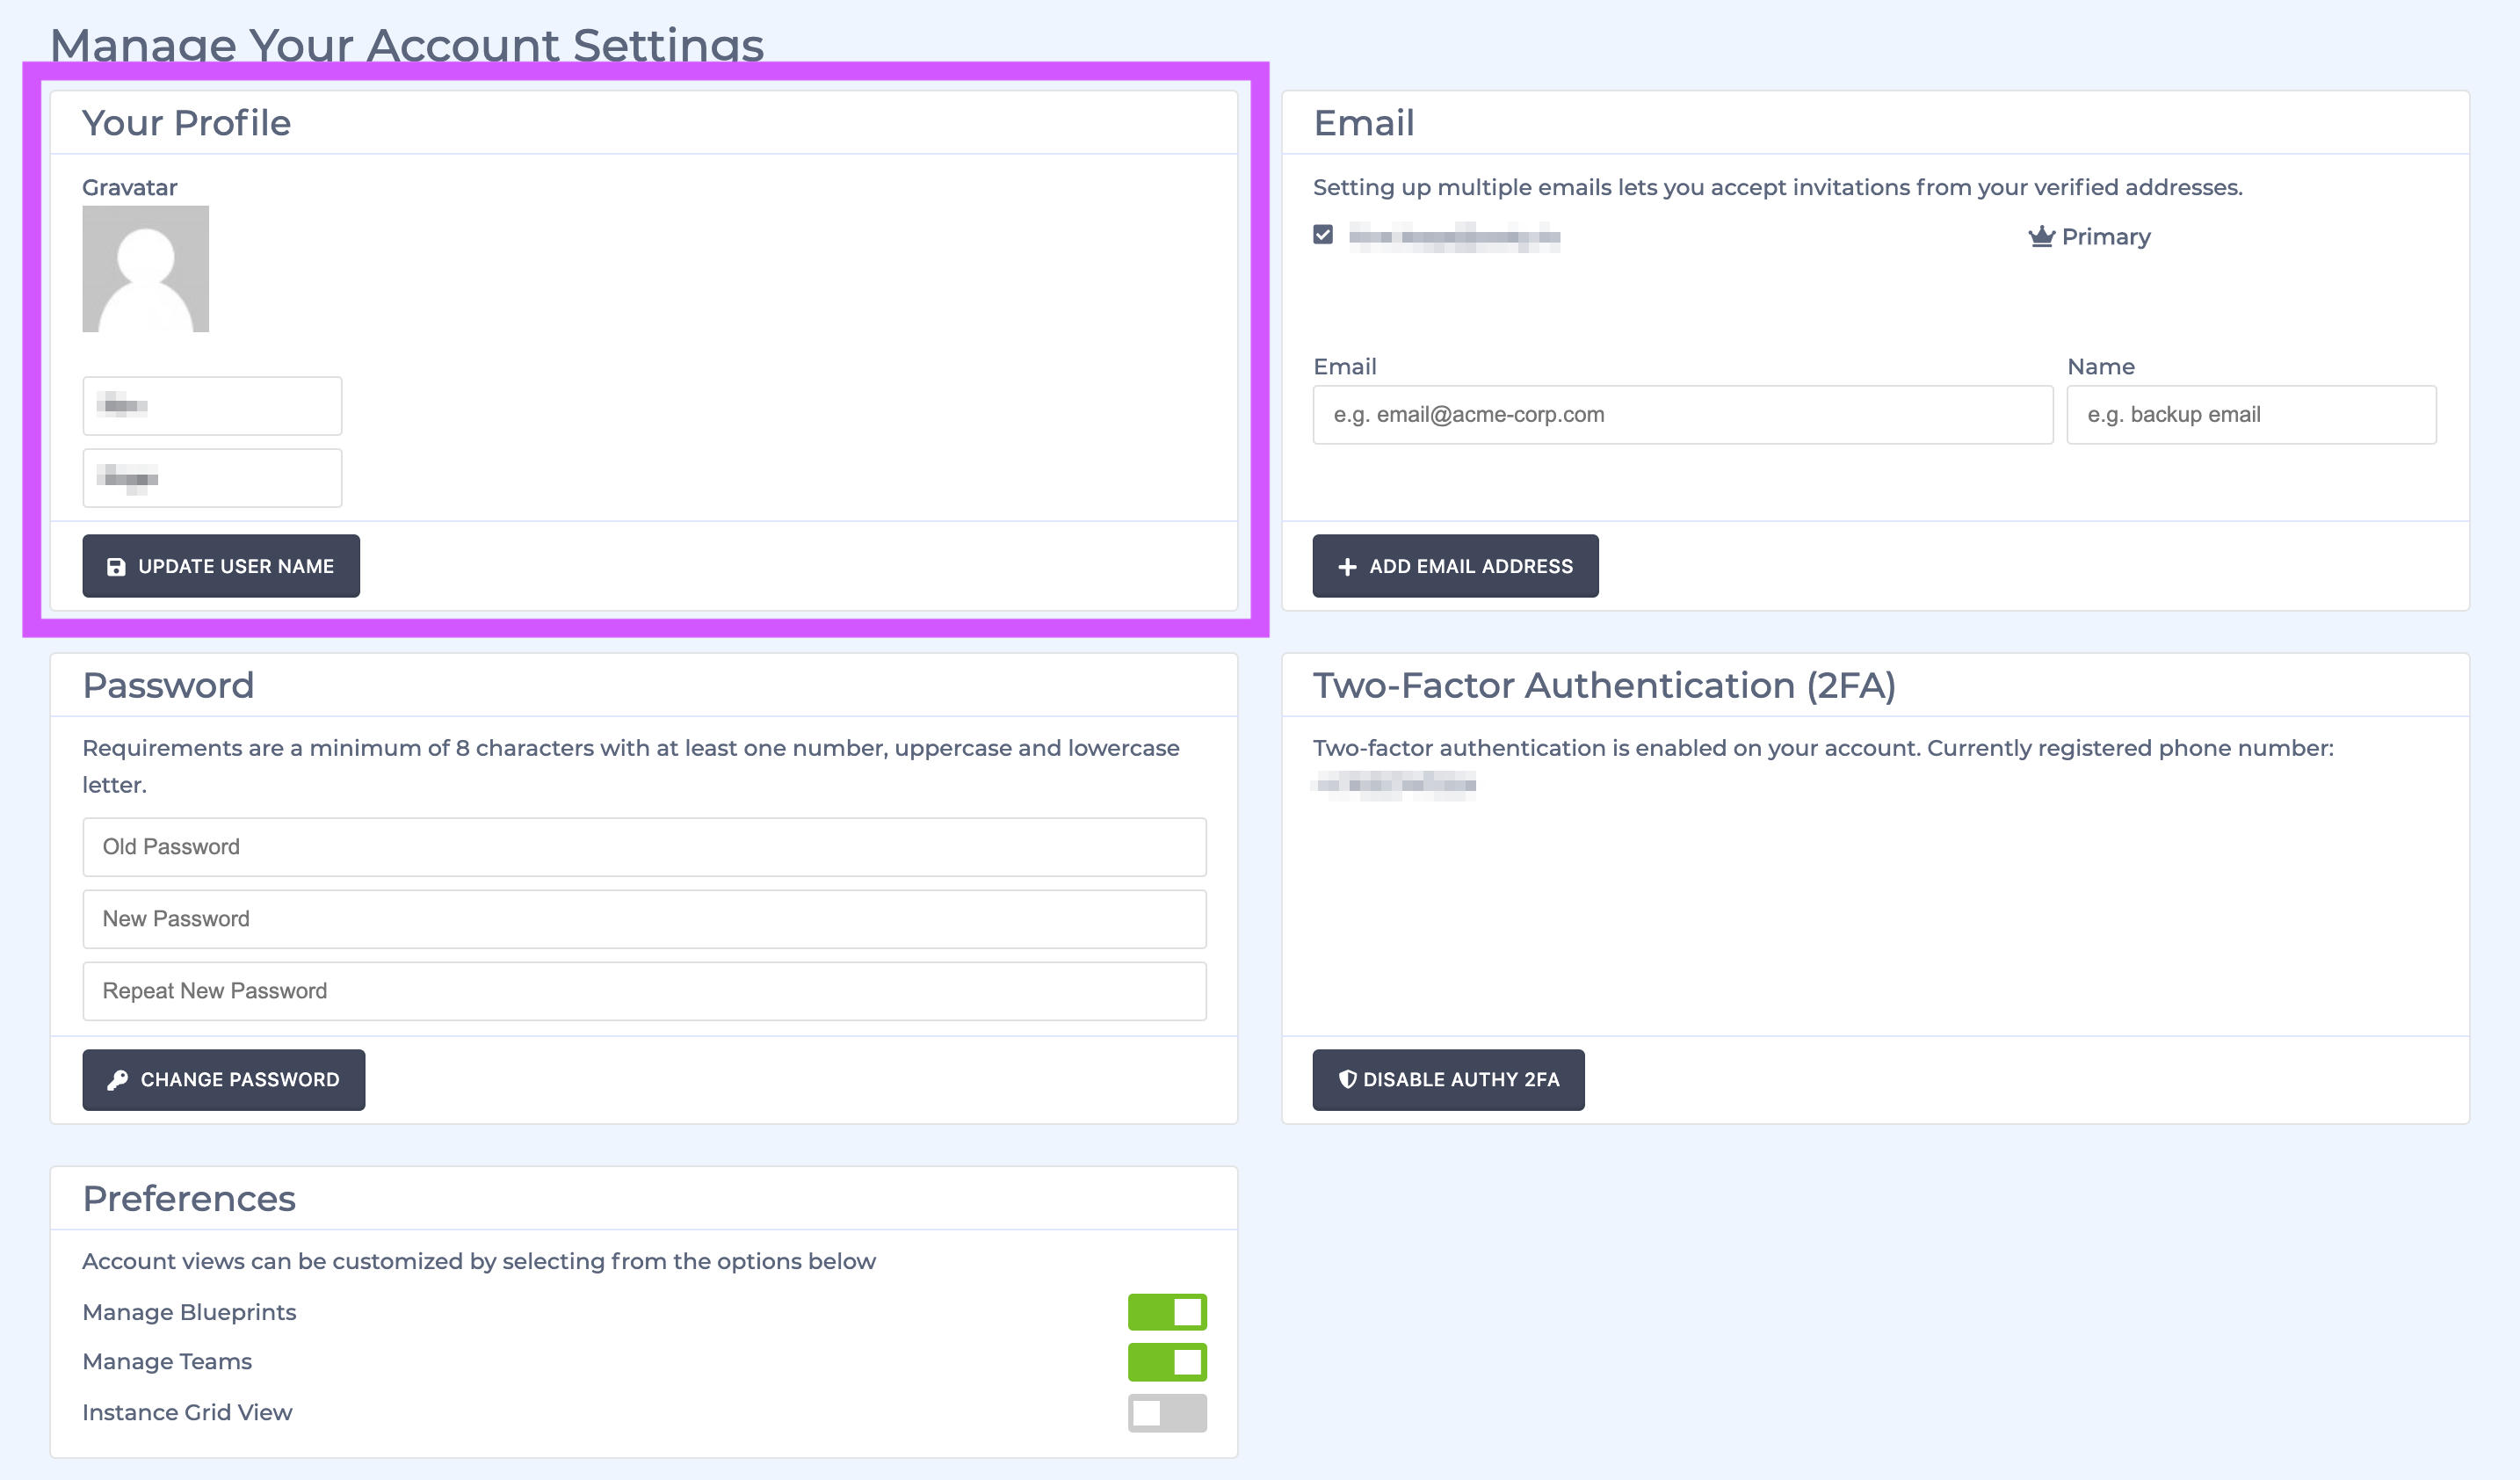 Manage Your Account Settings
Your Profile
Gravatar
UPDATE USER NAME
Email
Setting up multiple emails lets you accept invitations from your verified addresses.
Primary
Email
Name
e.g. email@acme-corp.com
e.g. backup email
ADD EMAIL ADDRESS
Password
Requirements are a minimum of 8 characters with at least one number, uppercase and lowercase
letter.
Old Password
New Password
Repeat New Password
CHANGE PASSWORD
Two-Factor Authentication (2FA)
Two-factor authentication is enabled on your account. Currently registered phone number:
DISABLE AUTHY 2FA
Preferences
Account views can be customized by selecting from the options below
Manage Blueprints
Manage Teams
Instance Grid View